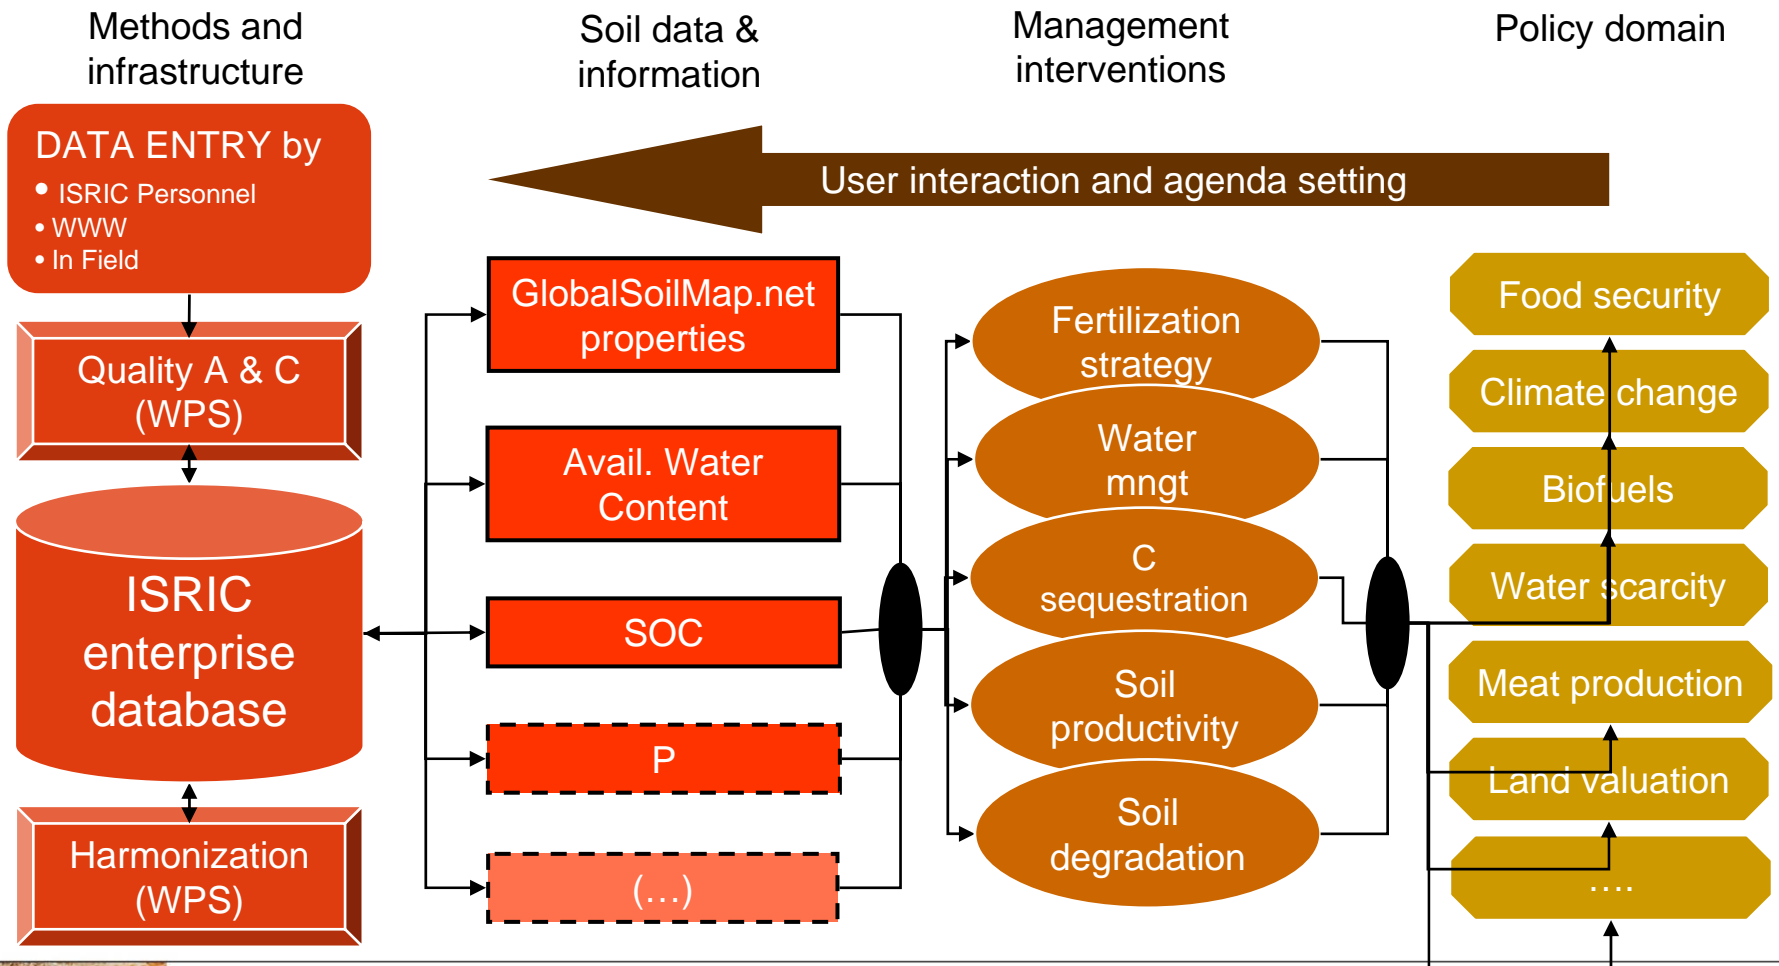 Methods and
infrastructure
Soil data &
information
Management
interventions
Policy domain
DATA ENTRY by
• ISRIC Personnel
• WWW
• In Field
User interaction and agenda setting
Quality A & C
(WPS)
ISRIC
enterprise
database
Harmonization
(WPS)
GlobalSoilMap.net
properties
Avail. Water
Content
SOC
P
(...)
Fertilization
strategy
Water
mngt
C
sequestration
Soil
productivity
Soil
degradation
Food security
Climate change
Biofuels
Water scarcity
Meat production
Land valuation
....